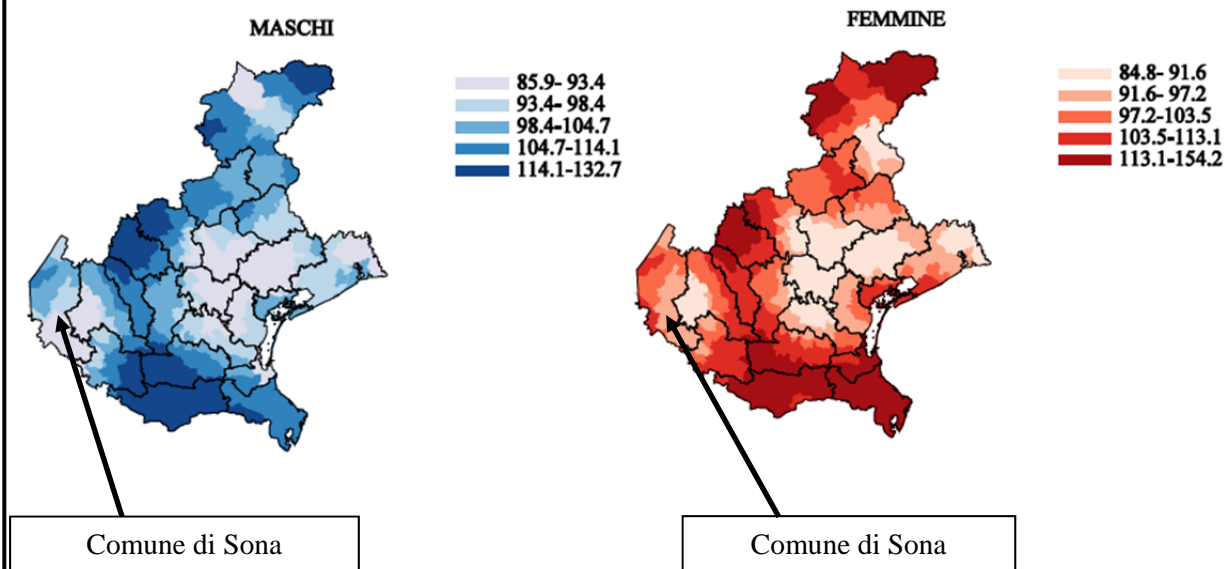 MASCHI
85.9- 93.4
93.4- 98.4
98.4-104.7
104.7-114.1
114.1-132.7
Comune di Sona
FEMMINE
84.8- 91.6
91.6- 97.2
97.2-103.5
103.5-113.1
113.1-154.2
Comune di Sona